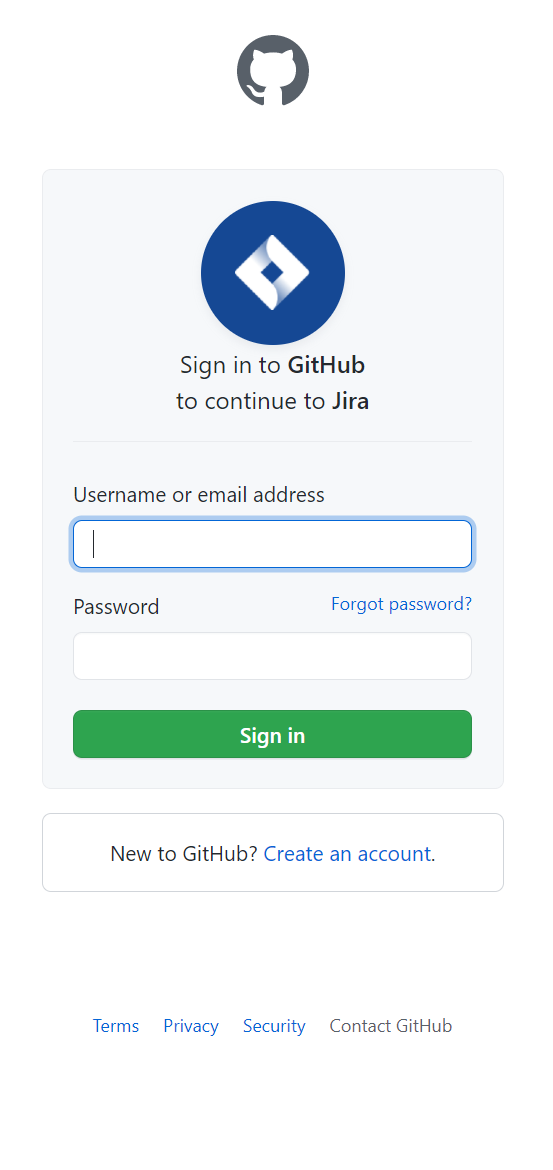 Sign in to GitHub
to continue to Jira
Username or email address
Password
Forgot password?
Sign in
New to GitHub? Create an account.
Terms Privacy Security Contact GitHub